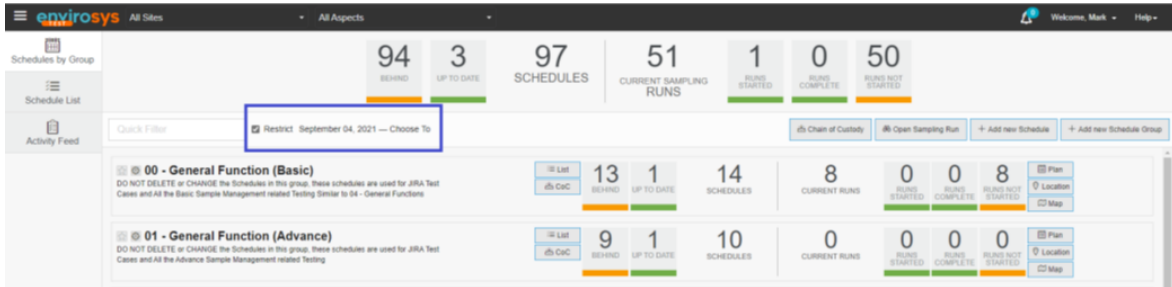 envirosys
TEST
All Sites
All Aspects
Welcome, Mark
Help
Schedules by Group
Schedule List
Activity Feed
94
BEHIND
3
UP TO DATE
97
SCHEDULES
51
CURRENT SAMPLING
RUNS
1
RUNS
STARTED
0
RUNS
COMPLETE
50
RUNS NOT
STARTED
Quick Filter
Restrict September 04, 2021 — Choose To
Chain of Custody
Open Sampling Run
+ Add new Schedule
+ Add new Schedule Group
00 - General Function (Basic)
DO NOT DELETE or CHANGE the Schedules in this group, these schedules are used for JIRA Test
Cases and All the Basic Sample Management related Testing Similar to 04 - General Functions
List
CoC
13
BEHIND
1
UP TO DATE
14
SCHEDULES
8
CURRENT RUNS
0
RUNS
STARTED
0
RUNS
COMPLETE
8
RUNS NOT
STARTED
Plan
Location
Map
01 - General Function (Advance)
DO NOT DELETE or CHANGE the Schedules in this group, these schedules are used for JIRA Test
Cases and All the Advance Sample Management related Testing
List
CoC
9
BEHIND
1
UP TO DATE
10
SCHEDULES
0
CURRENT RUNS
0
RUNS
STARTED
0
RUNS
COMPLETE
0
RUNS NOT
STARTED
Plan
Location
Map